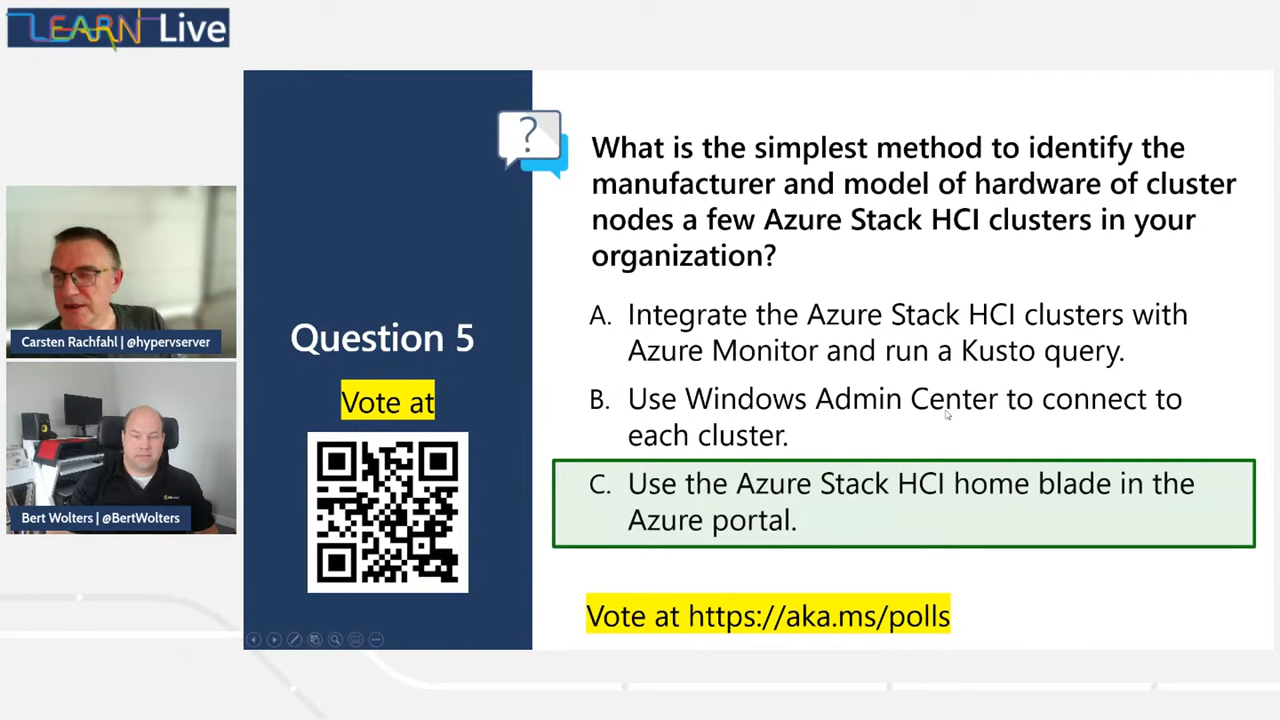 LEARN Live
What is the simplest method to identify the
manufacturer and model of hardware of cluster
nodes a few Azure Stack HCI clusters in your
organization?
A. Integrate the Azure Stack HCI clusters with
Azure Monitor and run a Kusto query.
B. Use Windows Admin Center to connect to
each cluster.
C. Use the Azure Stack HCI home blade in the
Azure portal.
Vote at https://aka.ms/polls
Question 5
Vote at
Carsten Rachfahl | @hypervserver
Bert Wolters | @BertWolters
?